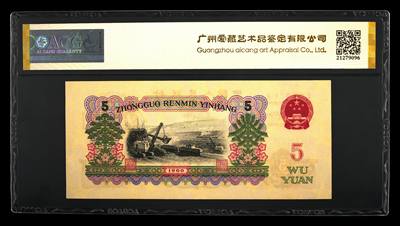 广州爱藏艺术品鉴定有限公司
Guangzhou aicang art Appraisal Co., Ltd.
21279096
5 ZHONGGUO RENMIN YINHANG 5
5
WU
YUAN
1960